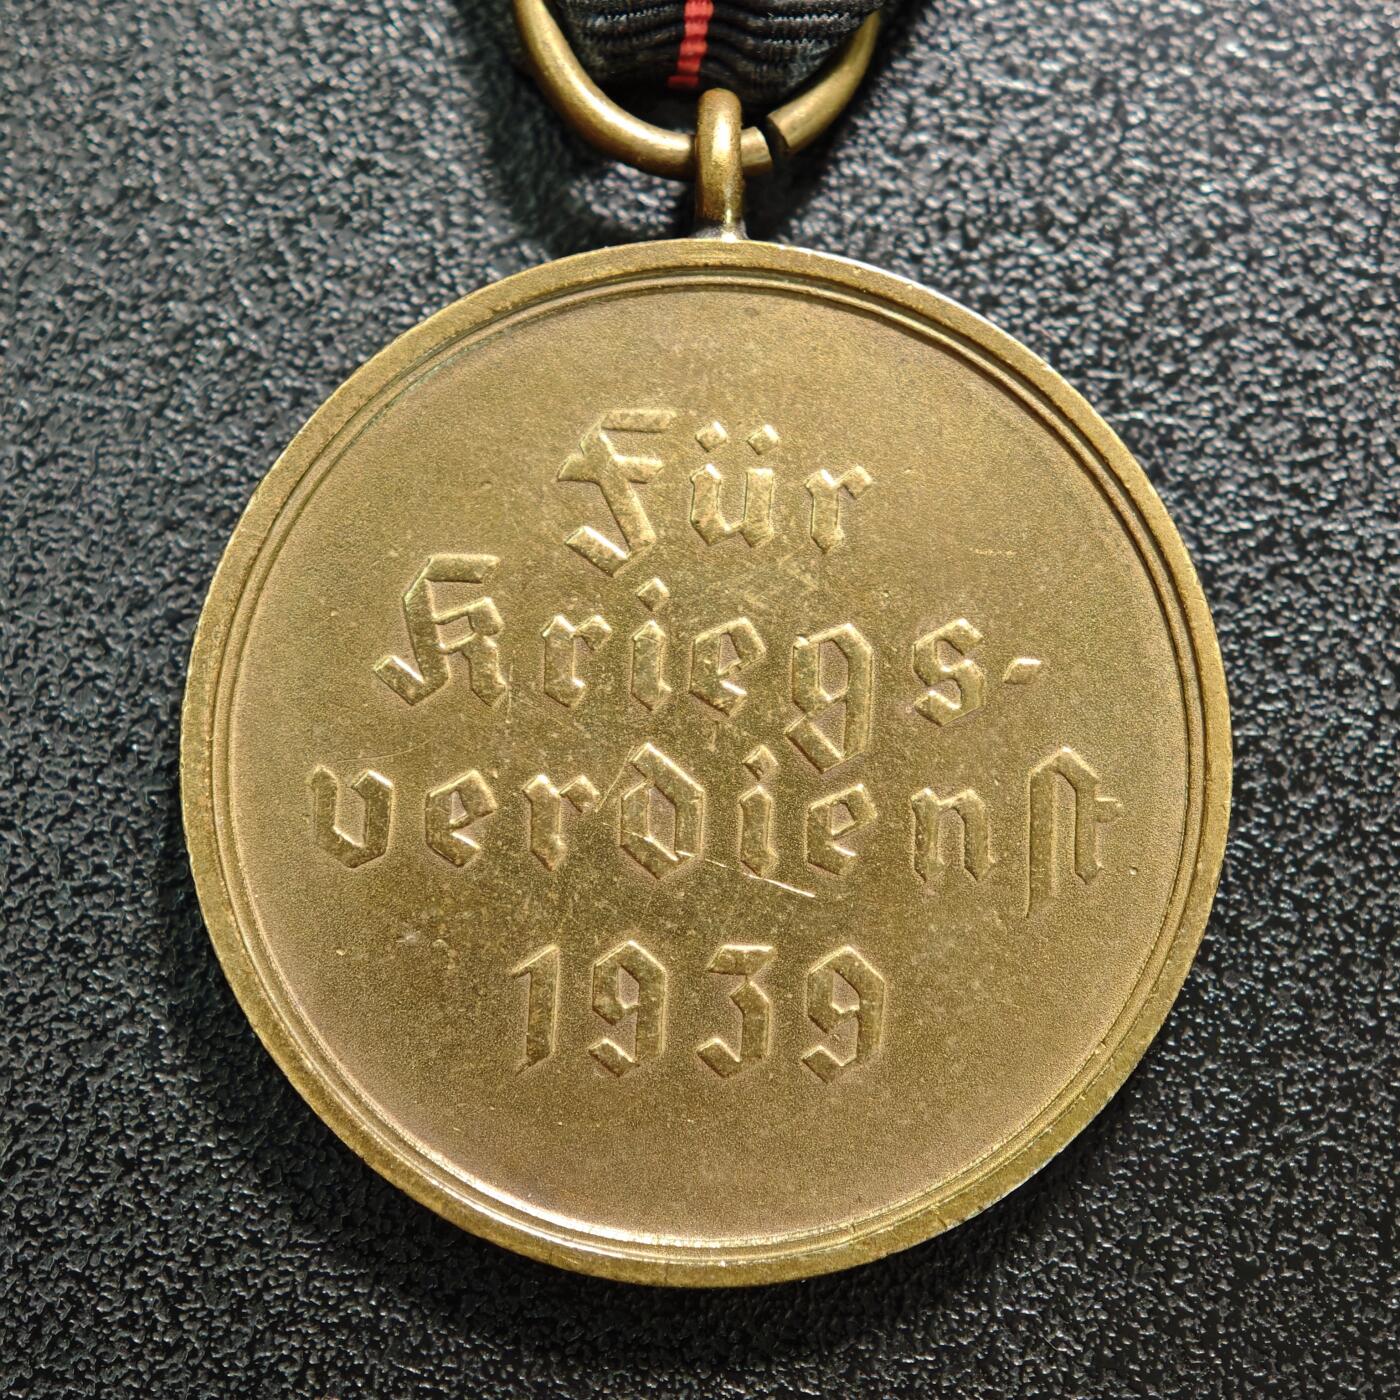 Für
Kriegs-
verdienst
1939